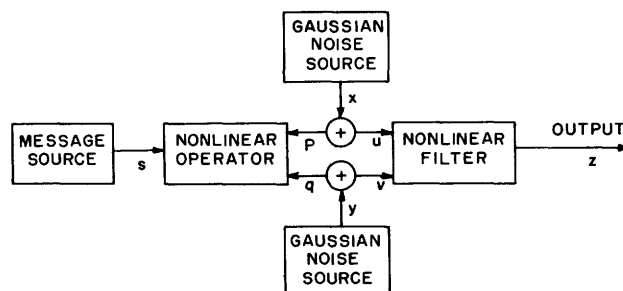 GAUSSIAN
NOISE
SOURCE
x
MESSAGE
SOURCE
s
NONLINEAR
OPERATOR
p
+
u
q
+
v
NONLINEAR
FILTER
OUTPUT
z
y
GAUSSIAN
NOISE
SOURCE